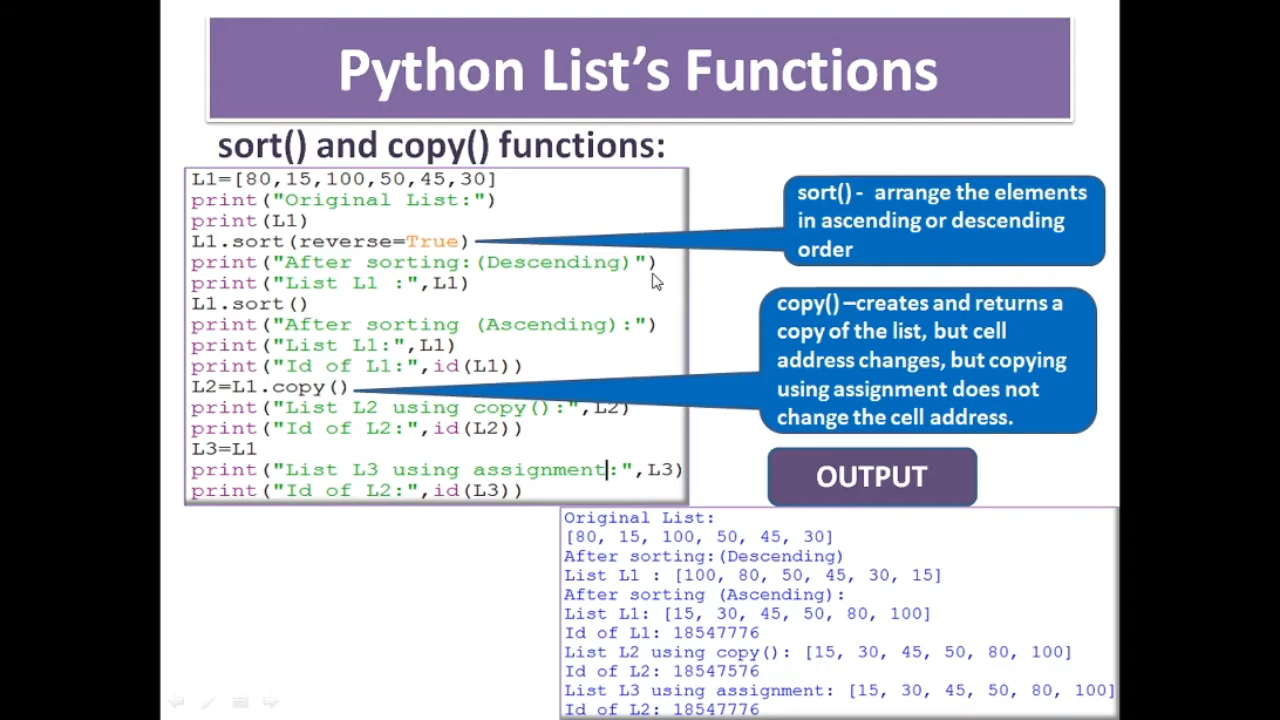 Python List’s Functions
sort() and copy() functions:
L1=[80,15,100,50,45,30]
print("Original List:")
print(L1)
L1.sort(reverse=True)
print("After sorting:(Descending)")
print("List L1 :",L1)
L1.sort()
print("After sorting (Ascending):")
print("List L1:",L1)
print("Id of L1:",id(L1))
L2=L1.copy()
print("List L2 using copy():",L2)
print("Id of L2:",id(L2))
L3=L1
print("List L3 using assignment:",L3)
print("Id of L2:",id(L3))
sort() - arrange the elements
in ascending or descending
order
copy() –creates and returns a
copy of the list, but cell
address changes, but copying
using assignment does not
change the cell address.
OUTPUT
Original List:
[80, 15, 100, 50, 45, 30]
After sorting:(Descending)
List L1 : [100, 80, 50, 45, 30, 15]
After sorting (Ascending):
List L1: [15, 30, 45, 50, 80, 100]
Id of L1: 18547776
List L2 using copy(): [15, 30, 45, 50, 80, 100]
Id of L2: 18547576
List L3 using assignment: [15, 30, 45, 50, 80, 100]
Id of L2: 18547776